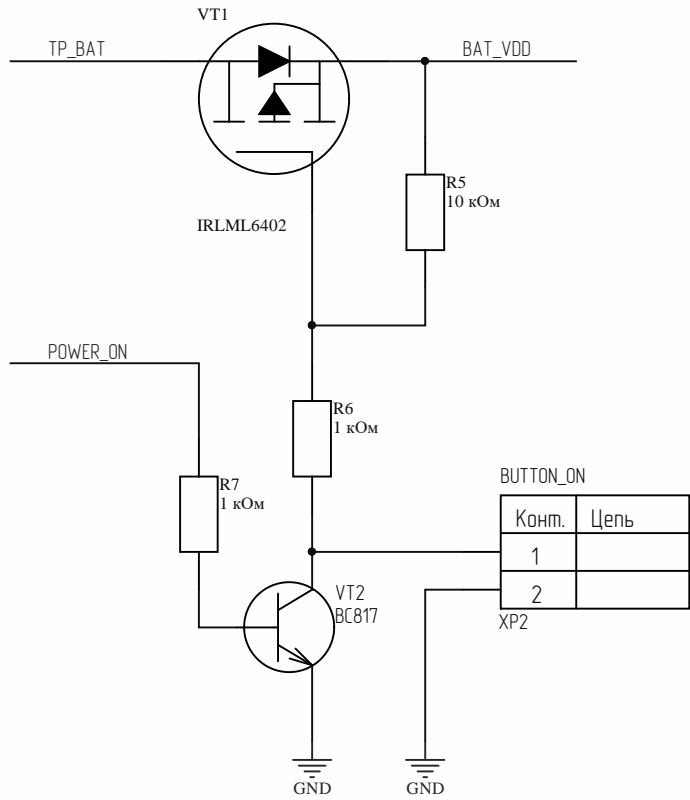 VT1
TP_BAT
BAT_VDD
R5
10 кОм
IRLML6402
POWER_ON
R6
1 кОм
R7
1 кОм
BUTTON_ON
Конт. Цепь
1
2
XP2
VT2
BC817
GND
GND